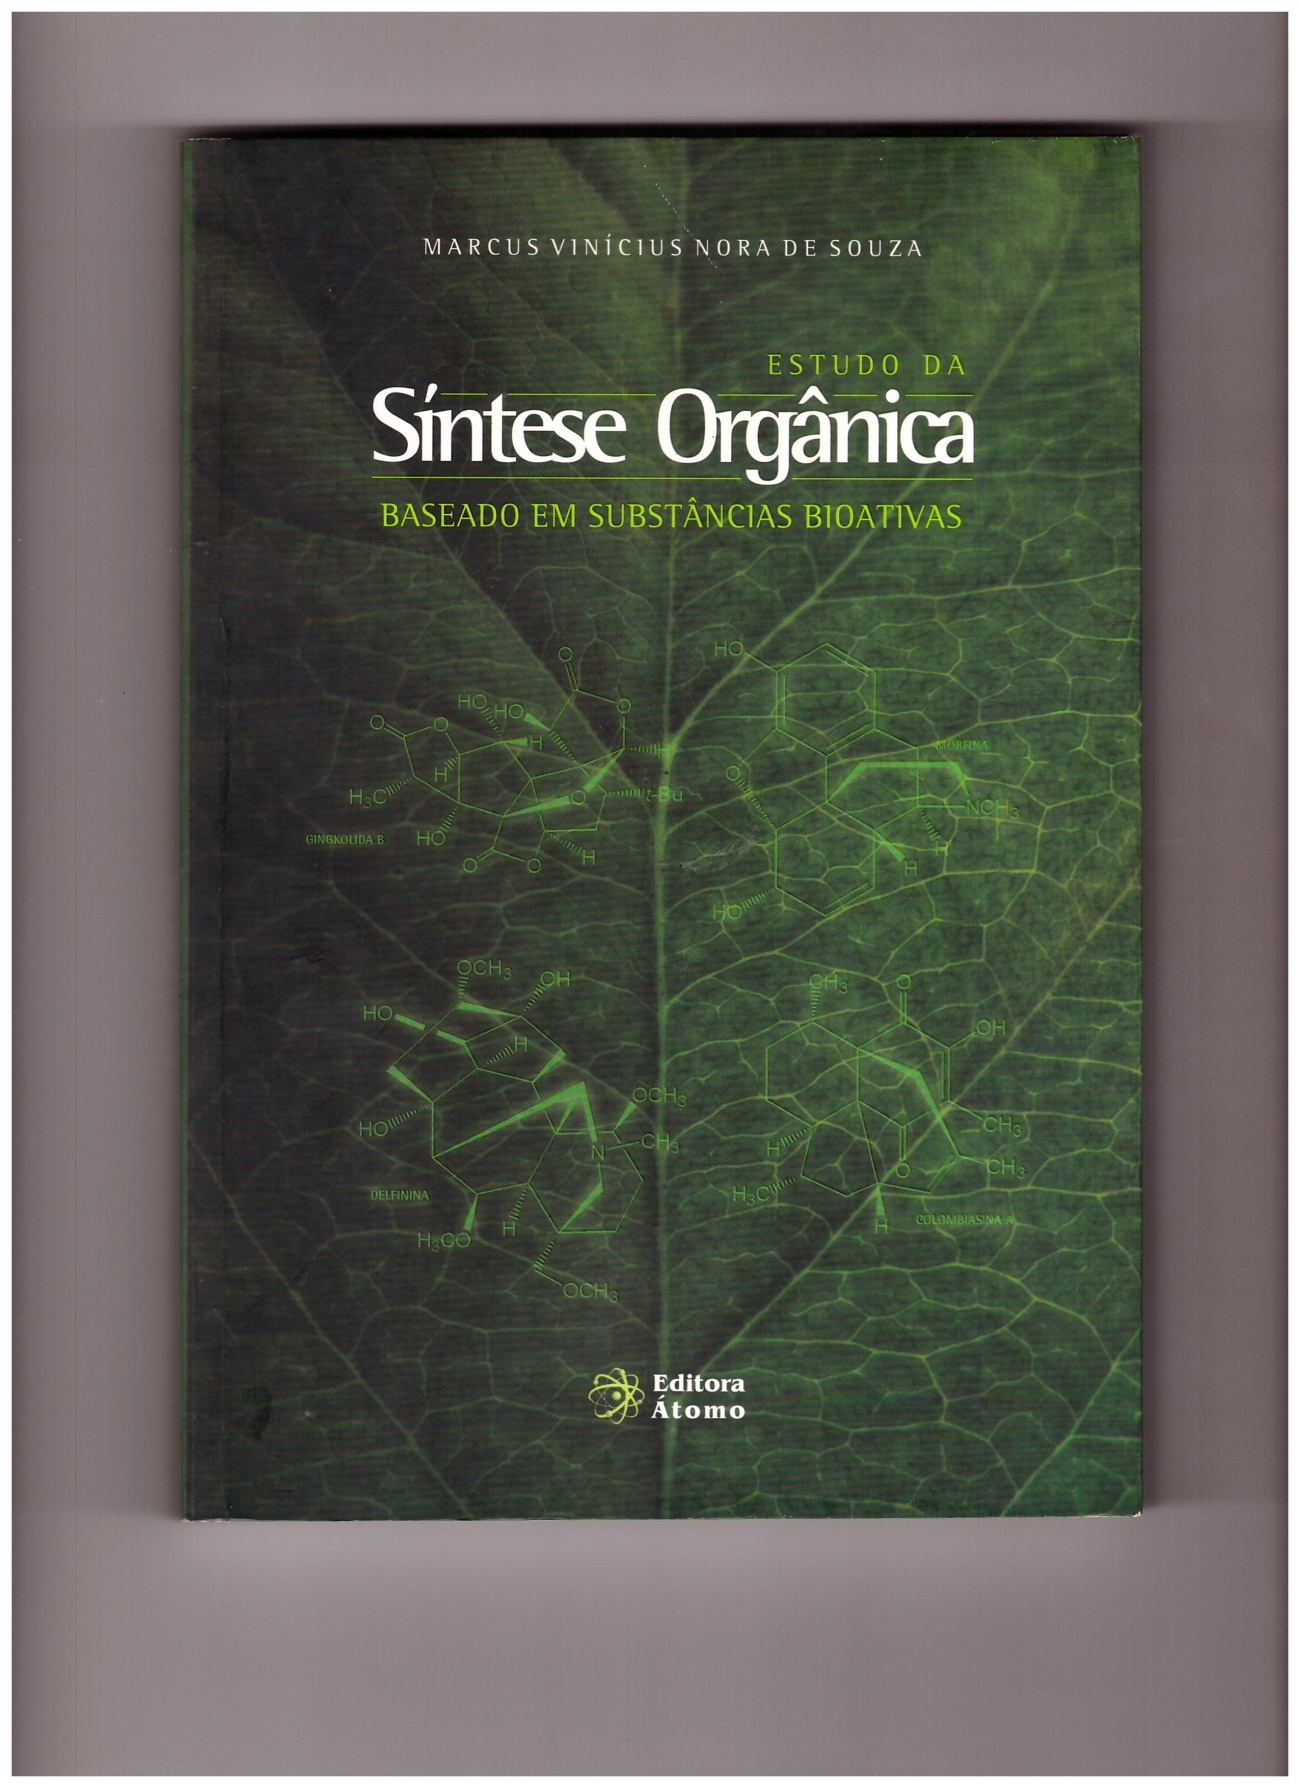 MARCUS VINÍCIUS NORA DE SOUZA
ESTUDO DA
Síntese Orgânica
BASEADO EM SUBSTÂNCIAS BIOATIVAS
O
HO
HO
O
O
O
H
H
H
H₃C
O
t-Bu
GINGKOLIDA B
HO
O
O
H
HO
MORFINA
O
NCH₃
H
H
HO
OCH₃
OH
HO
H
OCH₃
HO
N
CH₃
DELFININA
H
H₃CO
OCH₃
CH₃
O
OH
CH₃
H
O
CH₃
H₃C
H
COLOMBIASINA A
Editora
Átomo